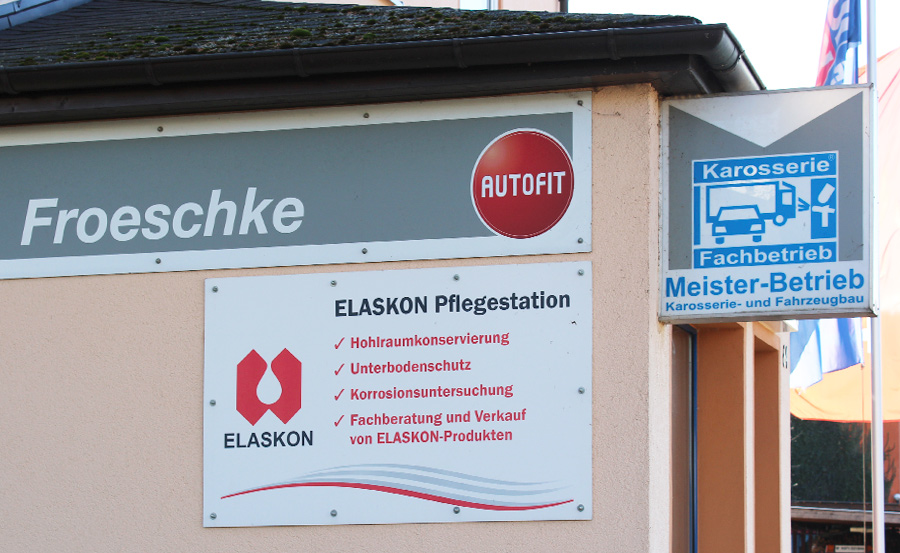 Froeschke
AUTOFIT
Karosserie
Fachbetrieb
Meister-Betrieb
Karosserie- und Fahrzeugbau
ELASKON Pflegestation
✓ Hohlraumkonservierung
✓ Unterbodenschutz
✓ Korrosionsuntersuchung
✓ Fachberatung und Verkauf
von ELASKON-Produkten
ELASKON